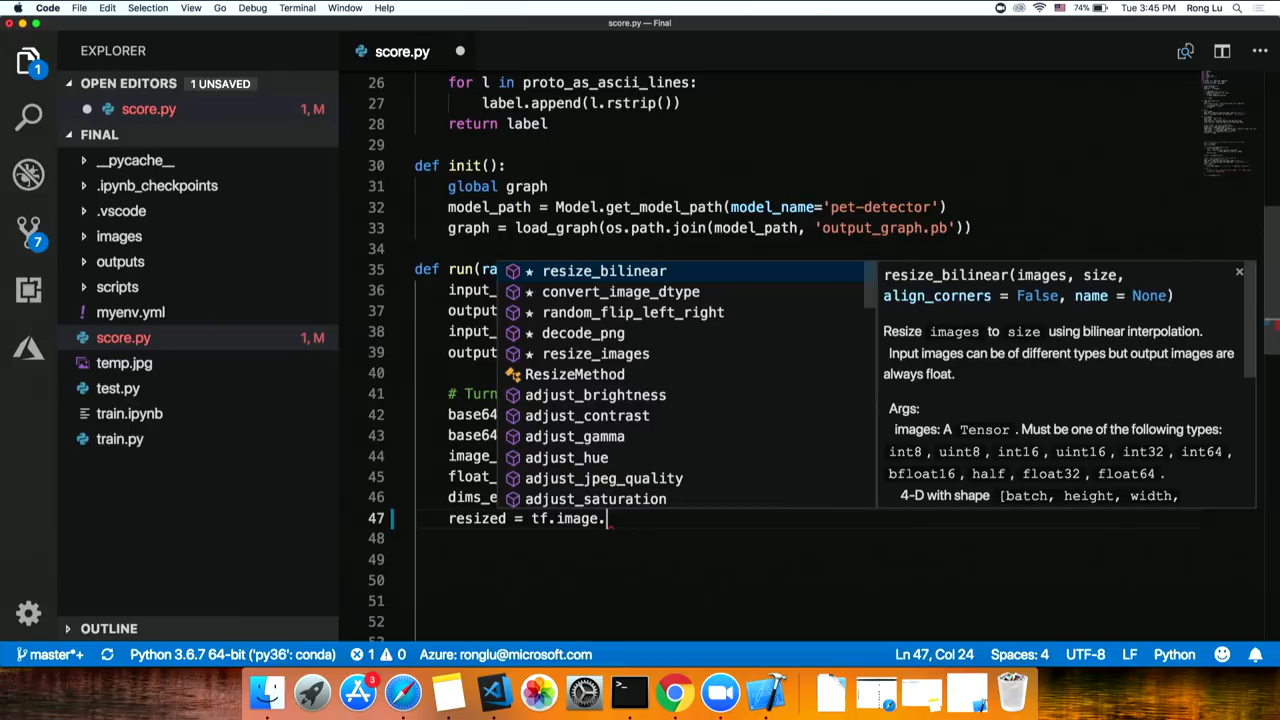 Code File Edit Selection View Go Debug Terminal Window Help 74% Tue 3:45 PM Rong Lu
score.py — Final
EXPLORER
OPEN EDITORS 1 UNSAVED
score.py 1, M
FINAL
__pycache__
.ipynb_checkpoints
.vscode
images
outputs
scripts
myenv.yml
score.py 1, M
temp.jpg
test.py
train.ipynb
train.py
OUTLINE
1
7
score.py
26 for l in proto_as_ascii_lines:
27 label.append(l.rstrip())
28 return label
29
30 def init():
31 global graph
32 model_path = Model.get_model_path(model_name='pet-detector')
33 graph = load_graph(os.path.join(model_path, 'output_graph.pb'))
34
35 def run(ra
36 input_
37 output
38 input_
39 output
40
41 # Turn
42 base64
43 base64
44 image_
45 float_
46 dims_e
47 resized = tf.image.
48
49
50
51
52
resize_bilinear
convert_image_dtype
random_flip_left_right
decode_png
resize_images
ResizeMethod
adjust_brightness
adjust_contrast
adjust_gamma
adjust_hue
adjust_jpeg_quality
adjust_saturation
resize_bilinear(images, size,
align_corners = False, name = None)
Resize images to size using bilinear interpolation.
Input images can be of different types but output images are
always float.
Args:
images: A Tensor . Must be one of the following types:
int8 , uint8 , int16 , uint16 , int32 , int64 ,
bfloat16 , half , float32 , float64 .
4-D with shape [batch, height, width,
master*+ Python 3.6.7 64-bit ('py36': conda) 1 0 Azure: ronglu@microsoft.com Ln 47, Col 24 Spaces: 4 UTF-8 LF Python
3